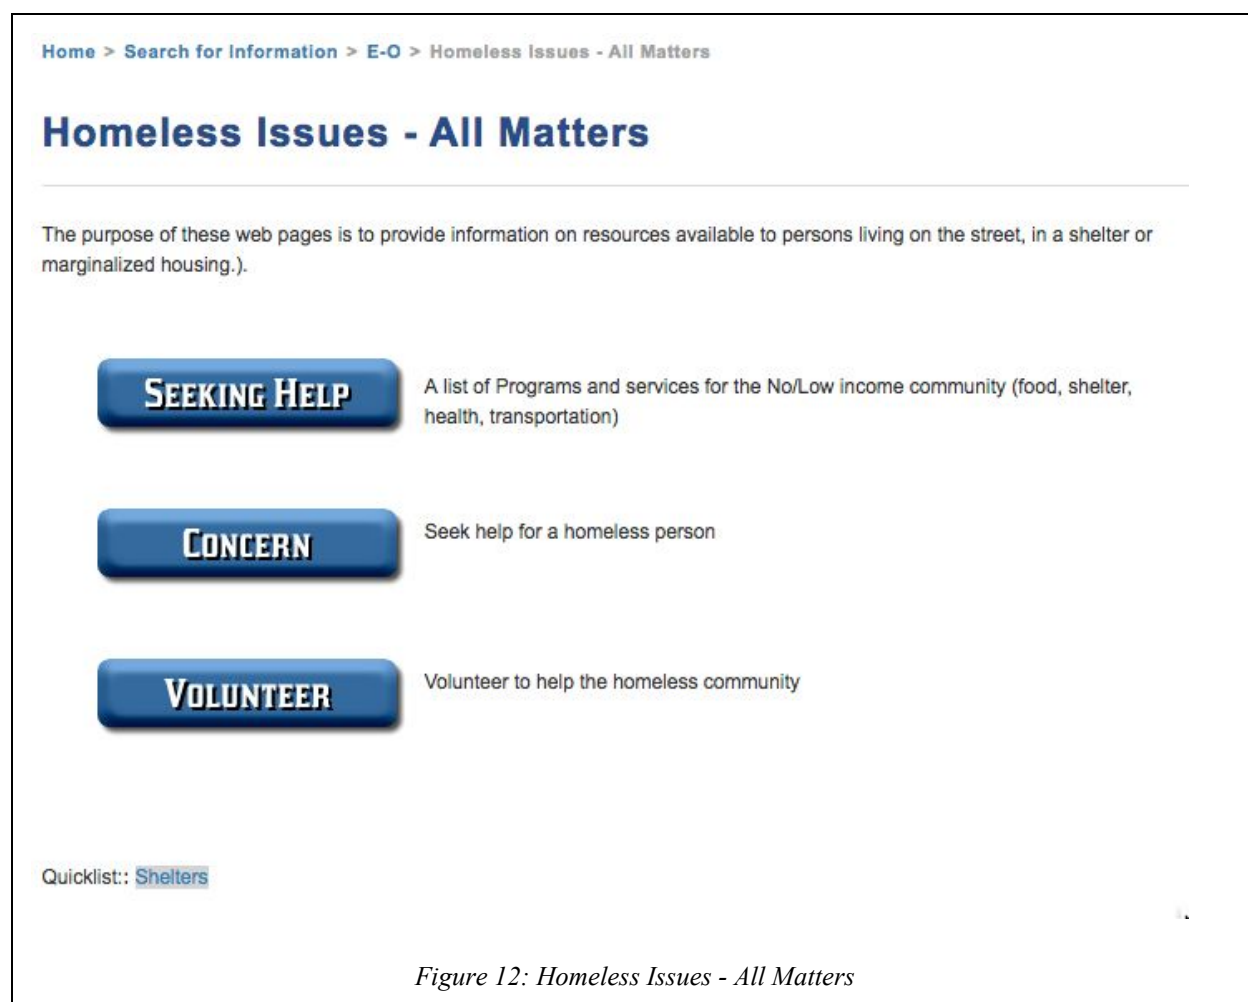 Home > Search for Information > E-O > Homeless Issues - All Matters
Homeless Issues - All Matters
The purpose of these web pages is to provide information on resources available to persons living on the street, in a shelter or
marginalized housing.).
SEEKING HELP
A list of Programs and services for the No/Low income community (food, shelter,
health, transportation)
CONCERN
Seek help for a homeless person
VOLUNTEER
Volunteer to help the homeless community
Quicklist:: Shelters
Figure 12: Homeless Issues - All Matters